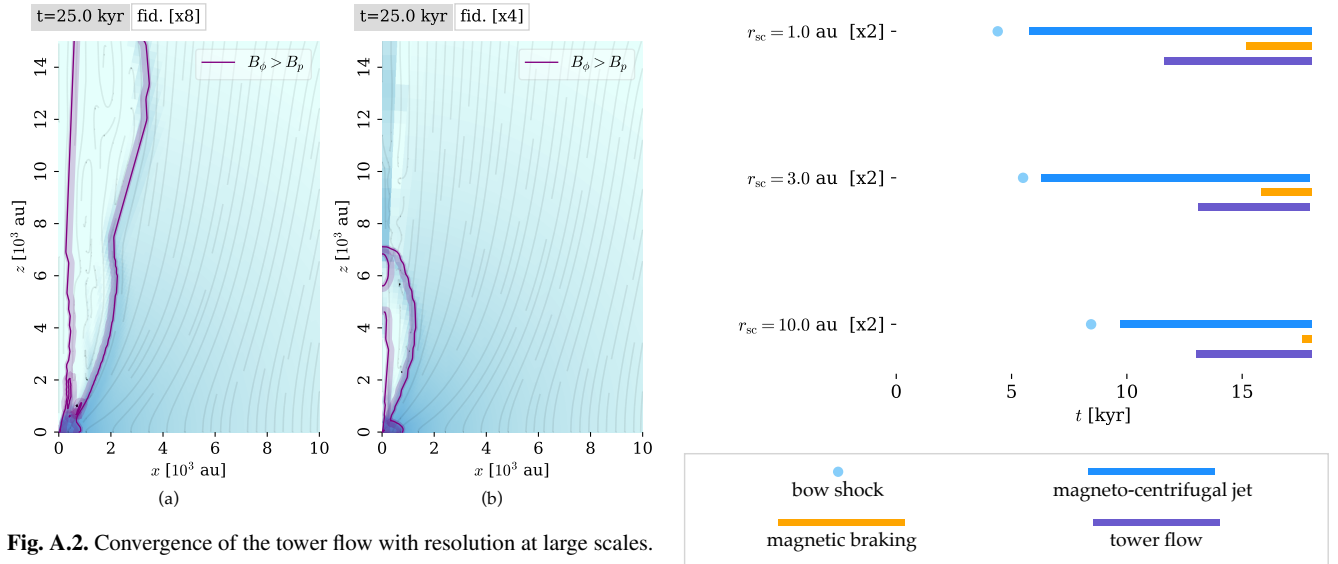 t=25.0 kyr fid. [x8]
B_ϕ > B_p
z [10³ au]
14
12
10
8
6
4
2
0
0 2 4 6 8 10
x [10³ au]
(a)
t=25.0 kyr fid. [x4]
B_ϕ > B_p
z [10³ au]
14
12
10
8
6
4
2
0
0 2 4 6 8 10
x [10³ au]
(b)
Fig. A.2. Convergence of the tower flow with resolution at large scales.
r_sc = 1.0 au [x2]
r_sc = 3.0 au [x2]
r_sc = 10.0 au [x2]
0 5 10 15
t [kyr]
bow shock
magneto-centrifugal jet
magnetic braking
tower flow